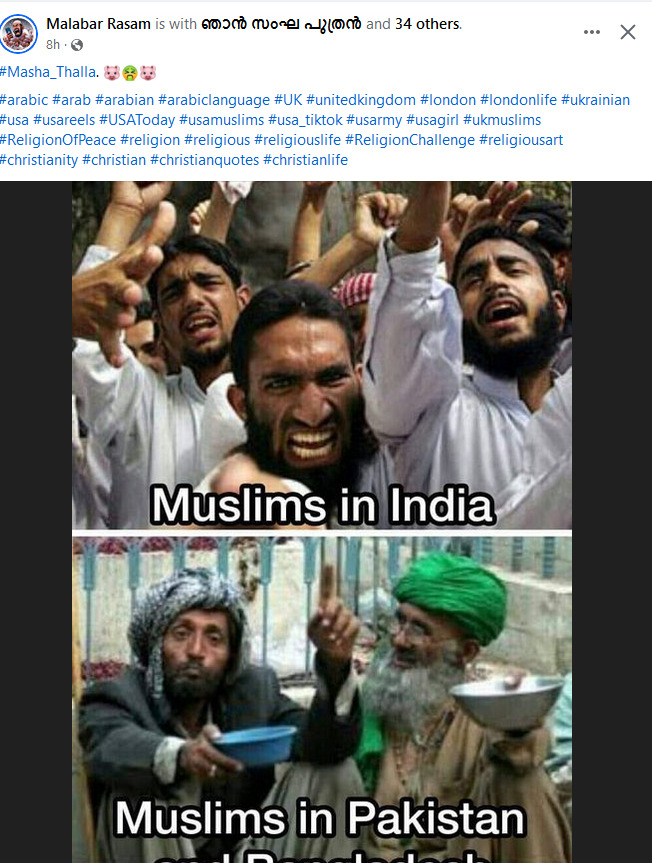 Malabar Rasam is with ഞാൻ സംഘ പുത്രൻ and 34 others.
8h ·
#Masha_Thalla.
#arabic #arab #arabian #arabiclanguage #UK #unitedkingdom #london #londonlife #ukrainian
#usa #usareels #USAToday #usamuslims #usa_tiktok #usarmy #usagirl #ukmuslims
#ReligionOfPeace #religion #religious #religiouslife #ReligionChallenge #religiousart
#christianity #christian #christianquotes #christianlife
Muslims in India
Muslims in Pakistan
and Bangladesh